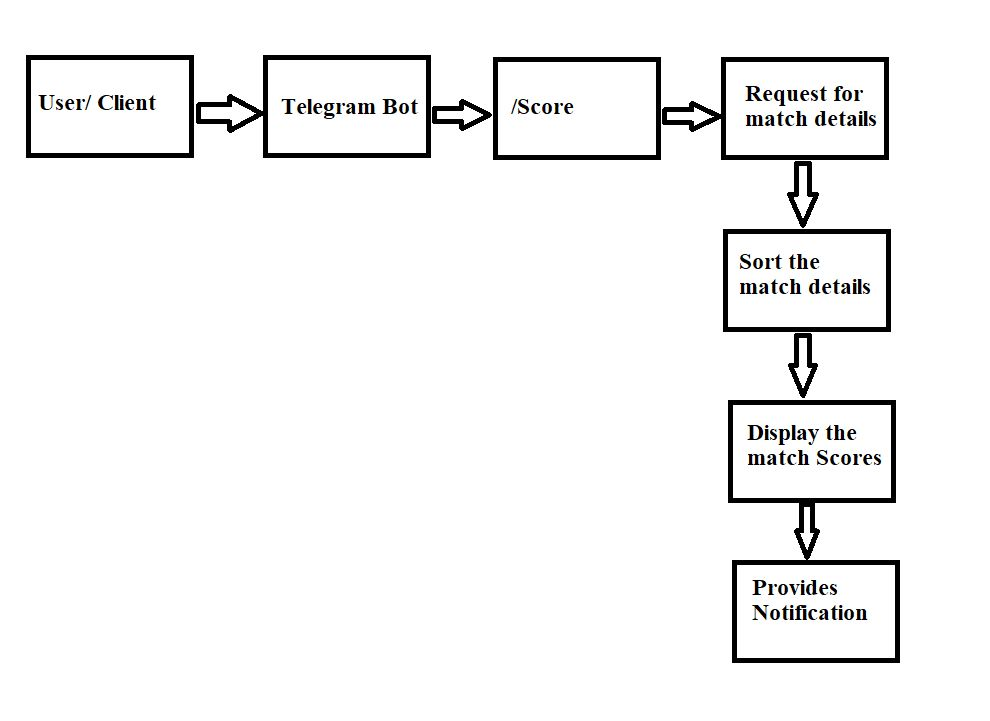 User/ Client
Telegram Bot
/Score
Request for
match details
Sort the
match details
Display the
match Scores
Provides
Notification